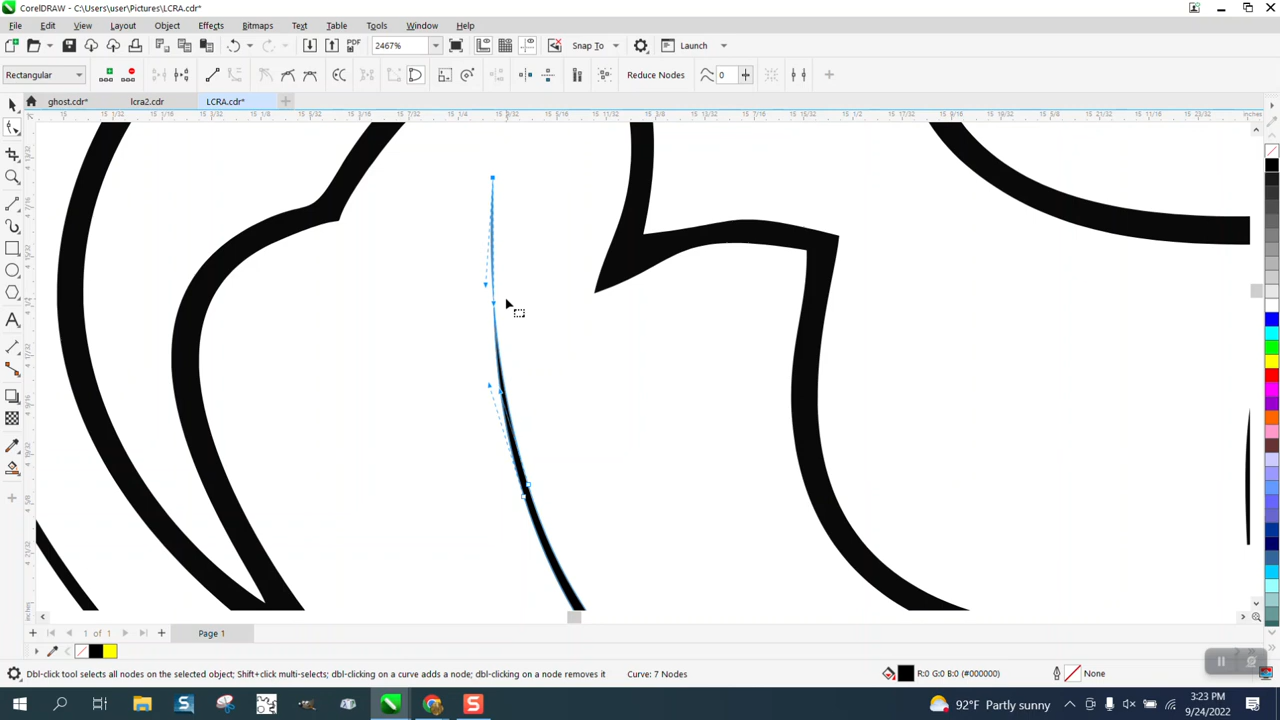 CorelDRAW - C:\Users\user\Pictures\LCRA.cdr*
File Edit View Layout Object Effects Bitmaps Text Table Tools Window Help
PDF 2467% Snap To Launch
Rectangular Reduce Nodes 0
ghost.cdr* lcra2.cdr LCRA.cdr*
inches
1 of 1 Page 1
Dbl-click tool selects all nodes on the selected object; Shift+click multi-selects; dbl-clicking on a curve adds a node; dbl-clicking on a node removes it Curve: 7 Nodes R:0 G:0 B:0 (#000000) None
92°F Partly sunny 3:23 PM
9/24/2022